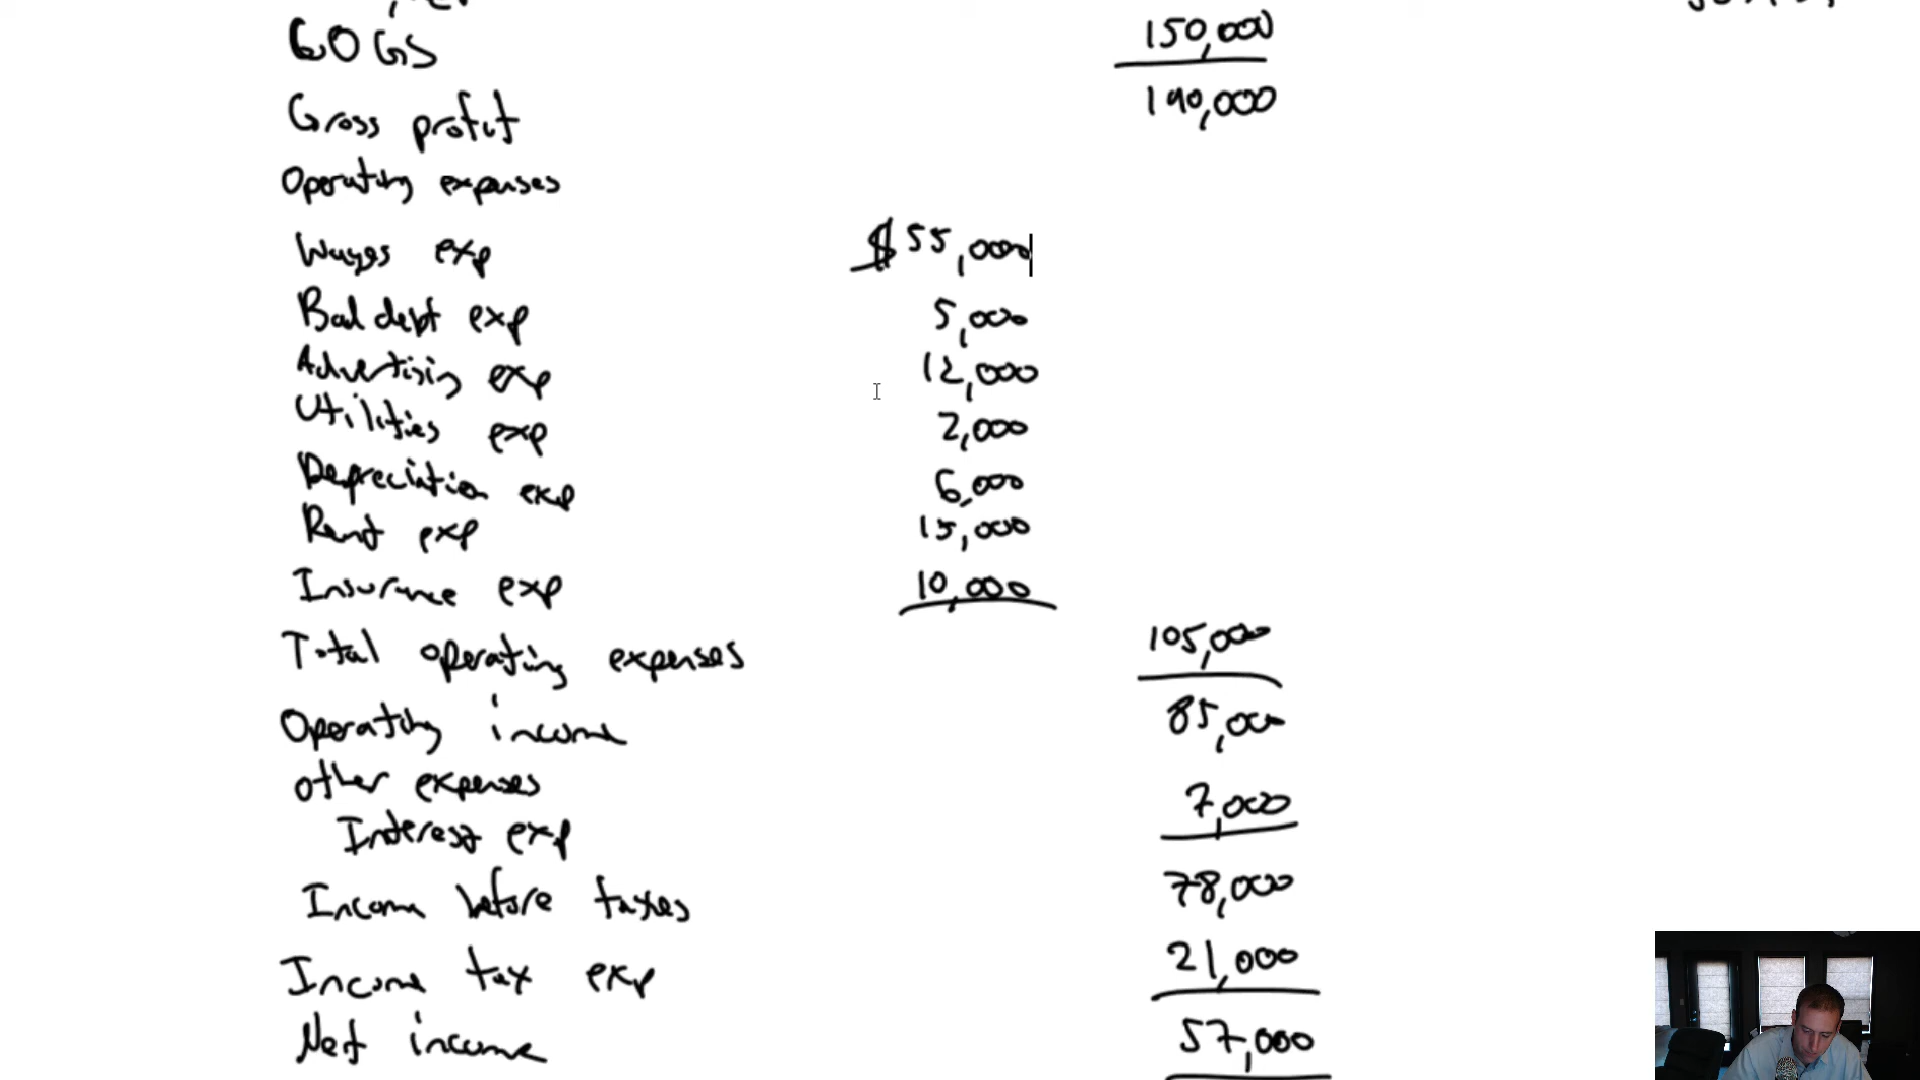 COGS 150,000
Gross profit 190,000
Operating expenses
Wages exp $55,000
Bad debt exp 5,000
Advertising exp 12,000
Utilities exp 2,000
Depreciation exp 6,000
Rent exp 15,000
Insurance exp 10,000
Total operating expenses 105,000
Operating income 85,000
other expenses 7,000
Interest exp
Income before taxes 78,000
Income tax exp 21,000
Net income 57,000